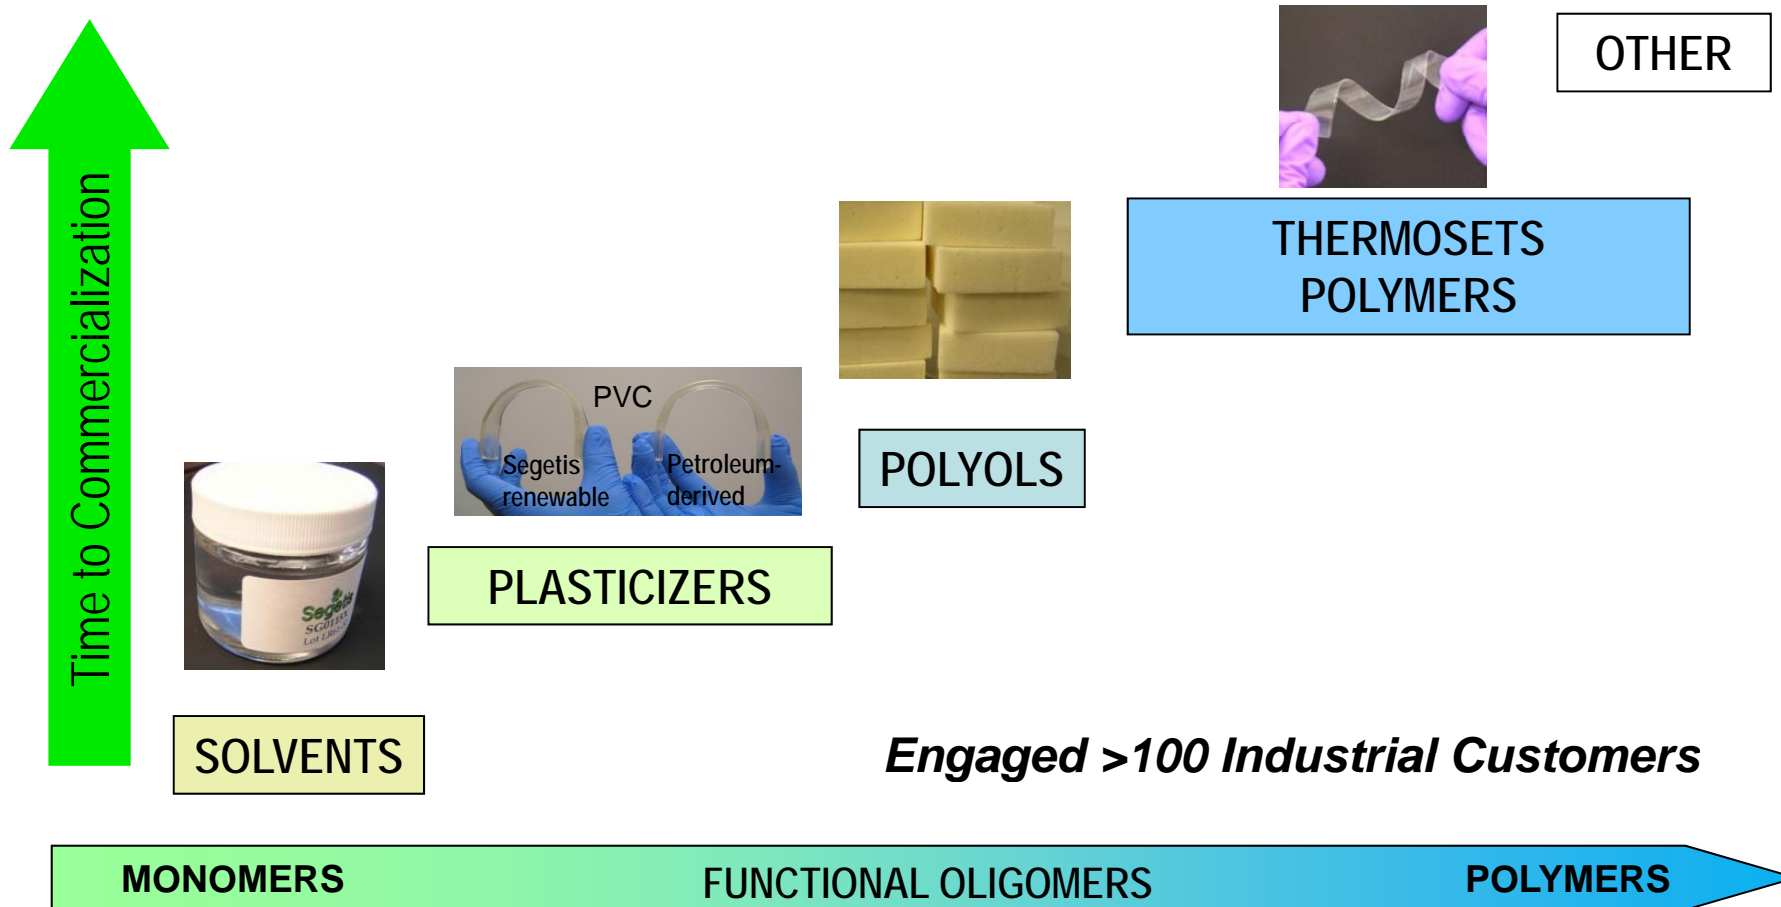 OTHER
THERMOSETS
POLYMERS
Time to Commercialization
PVC
Segetis
renewable
Petroleum-
derived
POLYOLS
PLASTICIZERS
Segetis
SG0115X
SOLVENTS
Engaged >100 Industrial Customers
MONOMERS
FUNCTIONAL OLIGOMERS
POLYMERS